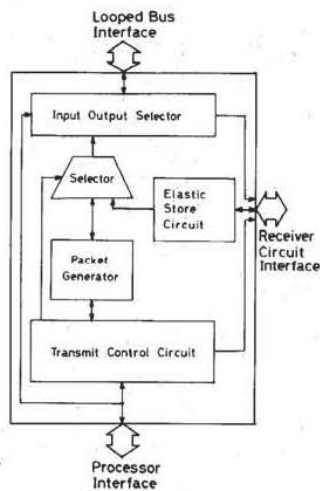 Looped Bus
Interface
Input Output Selector
Selector
Elastic
Store
Circuit
Receiver
Circuit
Interface
Packet
Generator
Transmit Control Circuit
Processor
Interface